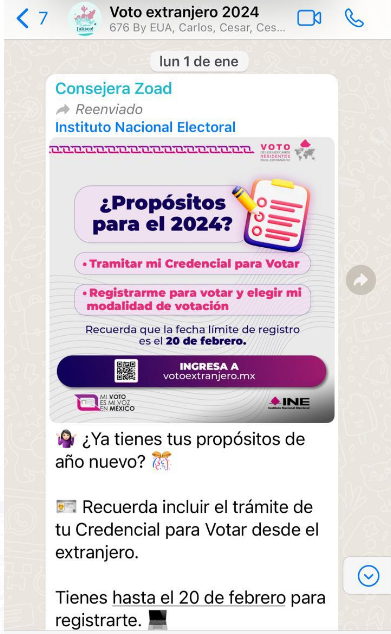 7
Voto extranjero 2024
676 By EUA, Carlos, Cesar, Ces...
lun 1 de ene
Consejera Zoad
Reenviado
Instituto Nacional Electoral
VOTO
¿Propósitos
para el 2024?
• Tramitar mi Credencial para Votar
• Registrarme para votar y elegir mi
modalidad de votación
Recuerda que la fecha límite de registro
es el 20 de febrero.
INGRESA A
votoextranjero.mx
MI VOTO
ES MI VOZ
EN MÉXICO
INE
Instituto Nacional Electoral
¿Ya tienes tus propósitos de
año nuevo?
Recuerda incluir el trámite de
tu Credencial para Votar desde el
extranjero.
Tienes hasta el 20 de febrero para
registrarte.